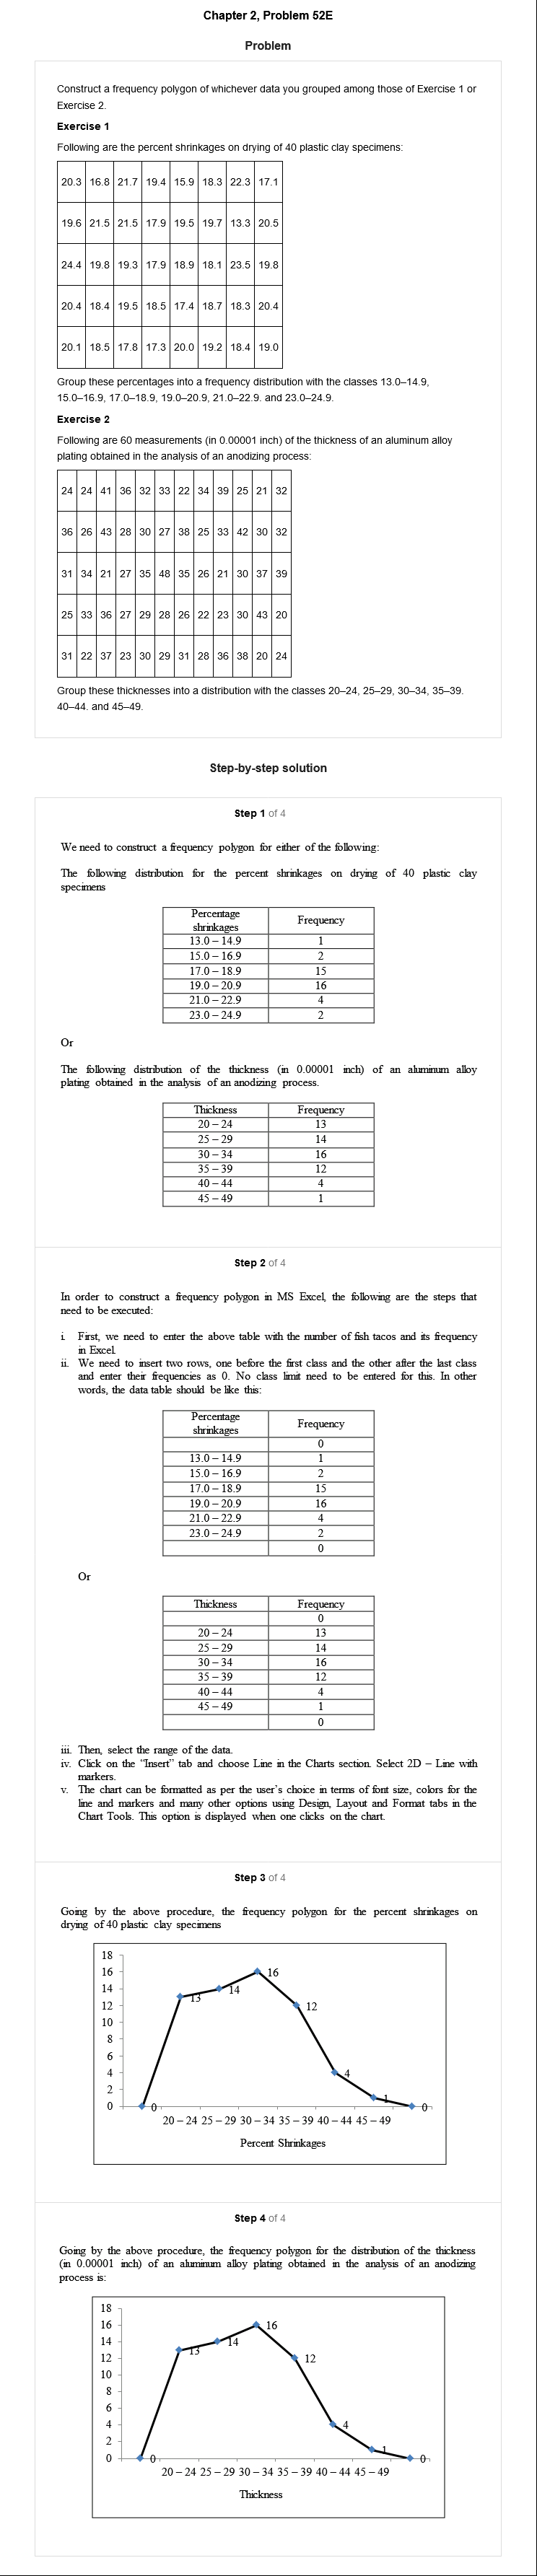 Chapter 2, Problem 52E
Problem
Construct a frequency polygon of whichever data you grouped among those of Exercise 1 or
Exercise 2.
Exercise 1
Following are the percent shrinkages on drying of 40 plastic clay specimens:
20.3 16.8 21.7 19.4 15.9 18.3 22.3 17.1
19.6 21.5 21.5 17.9 19.5 19.7 13.3 20.5
24.4 19.8 19.3 17.9 18.9 18.1 23.5 19.8
20.4 18.4 19.5 18.5 17.4 18.7 18.3 20.4
20.1 18.5 17.8 17.3 20.0 19.2 18.4 19.0
Group these percentages into a frequency distribution with the classes 13.0–14.9,
15.0–16.9, 17.0–18.9, 19.0–20.9, 21.0–22.9. and 23.0–24.9.
Exercise 2
Following are 60 measurements (in 0.00001 inch) of the thickness of an aluminum alloy
plating obtained in the analysis of an anodizing process:
24 24 41 36 32 33 22 34 39 25 21 32
36 26 43 28 30 27 38 25 33 42 30 32
31 34 21 27 35 48 35 26 21 30 37 39
25 33 36 27 29 28 26 22 23 30 43 20
31 22 37 23 30 29 31 28 36 38 20 24
Group these thicknesses into a distribution with the classes 20–24, 25–29, 30–34, 35–39.
40–44. and 45–49.
Step-by-step solution
Step 1 of 4
We need to construct a frequency polygon for either of the following:
The following distribution for the percent shrinkages on drying of 40 plastic clay
specimens
Percentage
shrinkages Frequency
13.0 – 14.9 1
15.0 – 16.9 2
17.0 – 18.9 15
19.0 – 20.9 16
21.0 – 22.9 4
23.0 – 24.9 2
Or
The following distribution of the thickness (in 0.00001 inch) of an aluminum alloy
plating obtained in the analysis of an anodizing process.
Thickness Frequency
20 – 24 13
25 – 29 14
30 – 34 16
35 – 39 12
40 – 44 4
45 – 49 1
Step 2 of 4
In order to construct a frequency polygon in MS Excel, the following are the steps that
need to be executed:
i. First, we need to enter the above table with the number of fish tacos and its frequency
in Excel.
ii. We need to insert two rows, one before the first class and the other after the last class
and enter their frequencies as 0. No class limit need to be entered for this. In other
words, the data table should be like this:
Percentage
shrinkages Frequency
0
13.0 – 14.9 1
15.0 – 16.9 2
17.0 – 18.9 15
19.0 – 20.9 16
21.0 – 22.9 4
23.0 – 24.9 2
0
Or
Thickness Frequency
0
20 – 24 13
25 – 29 14
30 – 34 16
35 – 39 12
40 – 44 4
45 – 49 1
0
iii. Then, select the range of the data.
iv. Click on the “Insert” tab and choose Line in the Charts section. Select 2D – Line with
markers.
v. The chart can be formatted as per the user’s choice in terms of font size, colors for the
line and markers and many other options using Design, Layout and Format tabs in the
Chart Tools. This option is displayed when one clicks on the chart.
Step 3 of 4
Going by the above procedure, the frequency polygon for the percent shrinkages on
drying of 40 plastic clay specimens
18
16 16
14 13 14
12 12
10
8
6
4 4
2 1
0 0 0
20 – 24 25 – 29 30 – 34 35 – 39 40 – 44 45 – 49
Percent Shrinkages
Step 4 of 4
Going by the above procedure, the frequency polygon for the distribution of the thickness
(in 0.00001 inch) of an aluminum alloy plating obtained in the analysis of an anodizing
process is:
18
16 16
14 13 14
12 12
10
8
6
4 4
2 1
0 0 0
20 – 24 25 – 29 30 – 34 35 – 39 40 – 44 45 – 49
Thickness